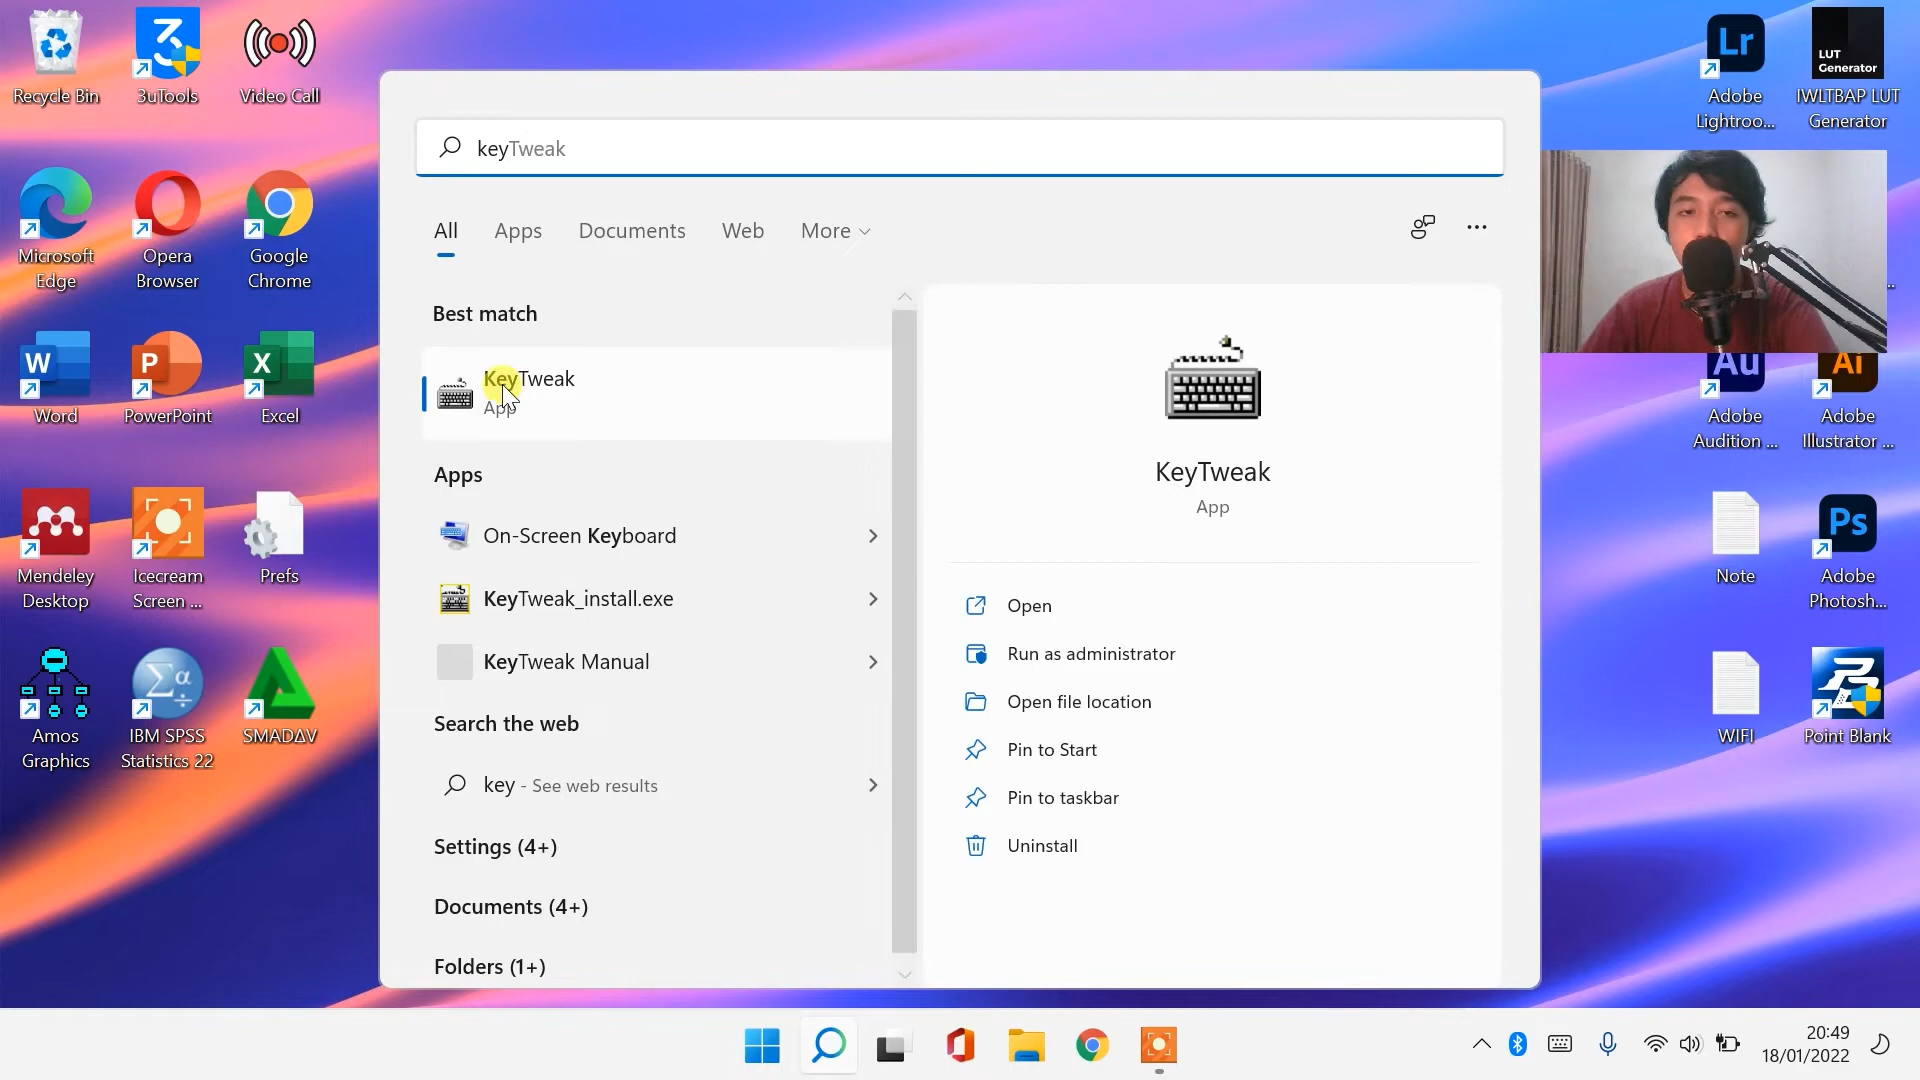 Recycle Bin
3uTools
Video Call
Microsoft
Edge
Opera
Browser
Google
Chrome
W
Word
P
PowerPoint
X
Excel
Mendeley
Desktop
Icecream
Screen ...
Prefs
Amos
Graphics
Σα
IBM SPSS
Statistics 22
SMADΔV
keyTweak
All
Apps
Documents
Web
More
Best match
KeyTweak
App
Apps
On-Screen Keyboard
KeyTweak_install.exe
KeyTweak Manual
Search the web
key - See web results
Settings (4+)
Documents (4+)
Folders (1+)
KeyTweak
App
Open
Run as administrator
Open file location
Pin to Start
Pin to taskbar
Uninstall
Lr
Adobe
Lightroo...
LUT
Generator
IWLTBAP LUT
Generator
Au
Adobe
Audition ...
Ai
Adobe
Illustrator ...
Note
Ps
Adobe
Photosh...
WIFI
Point Blank
20:49
18/01/2022